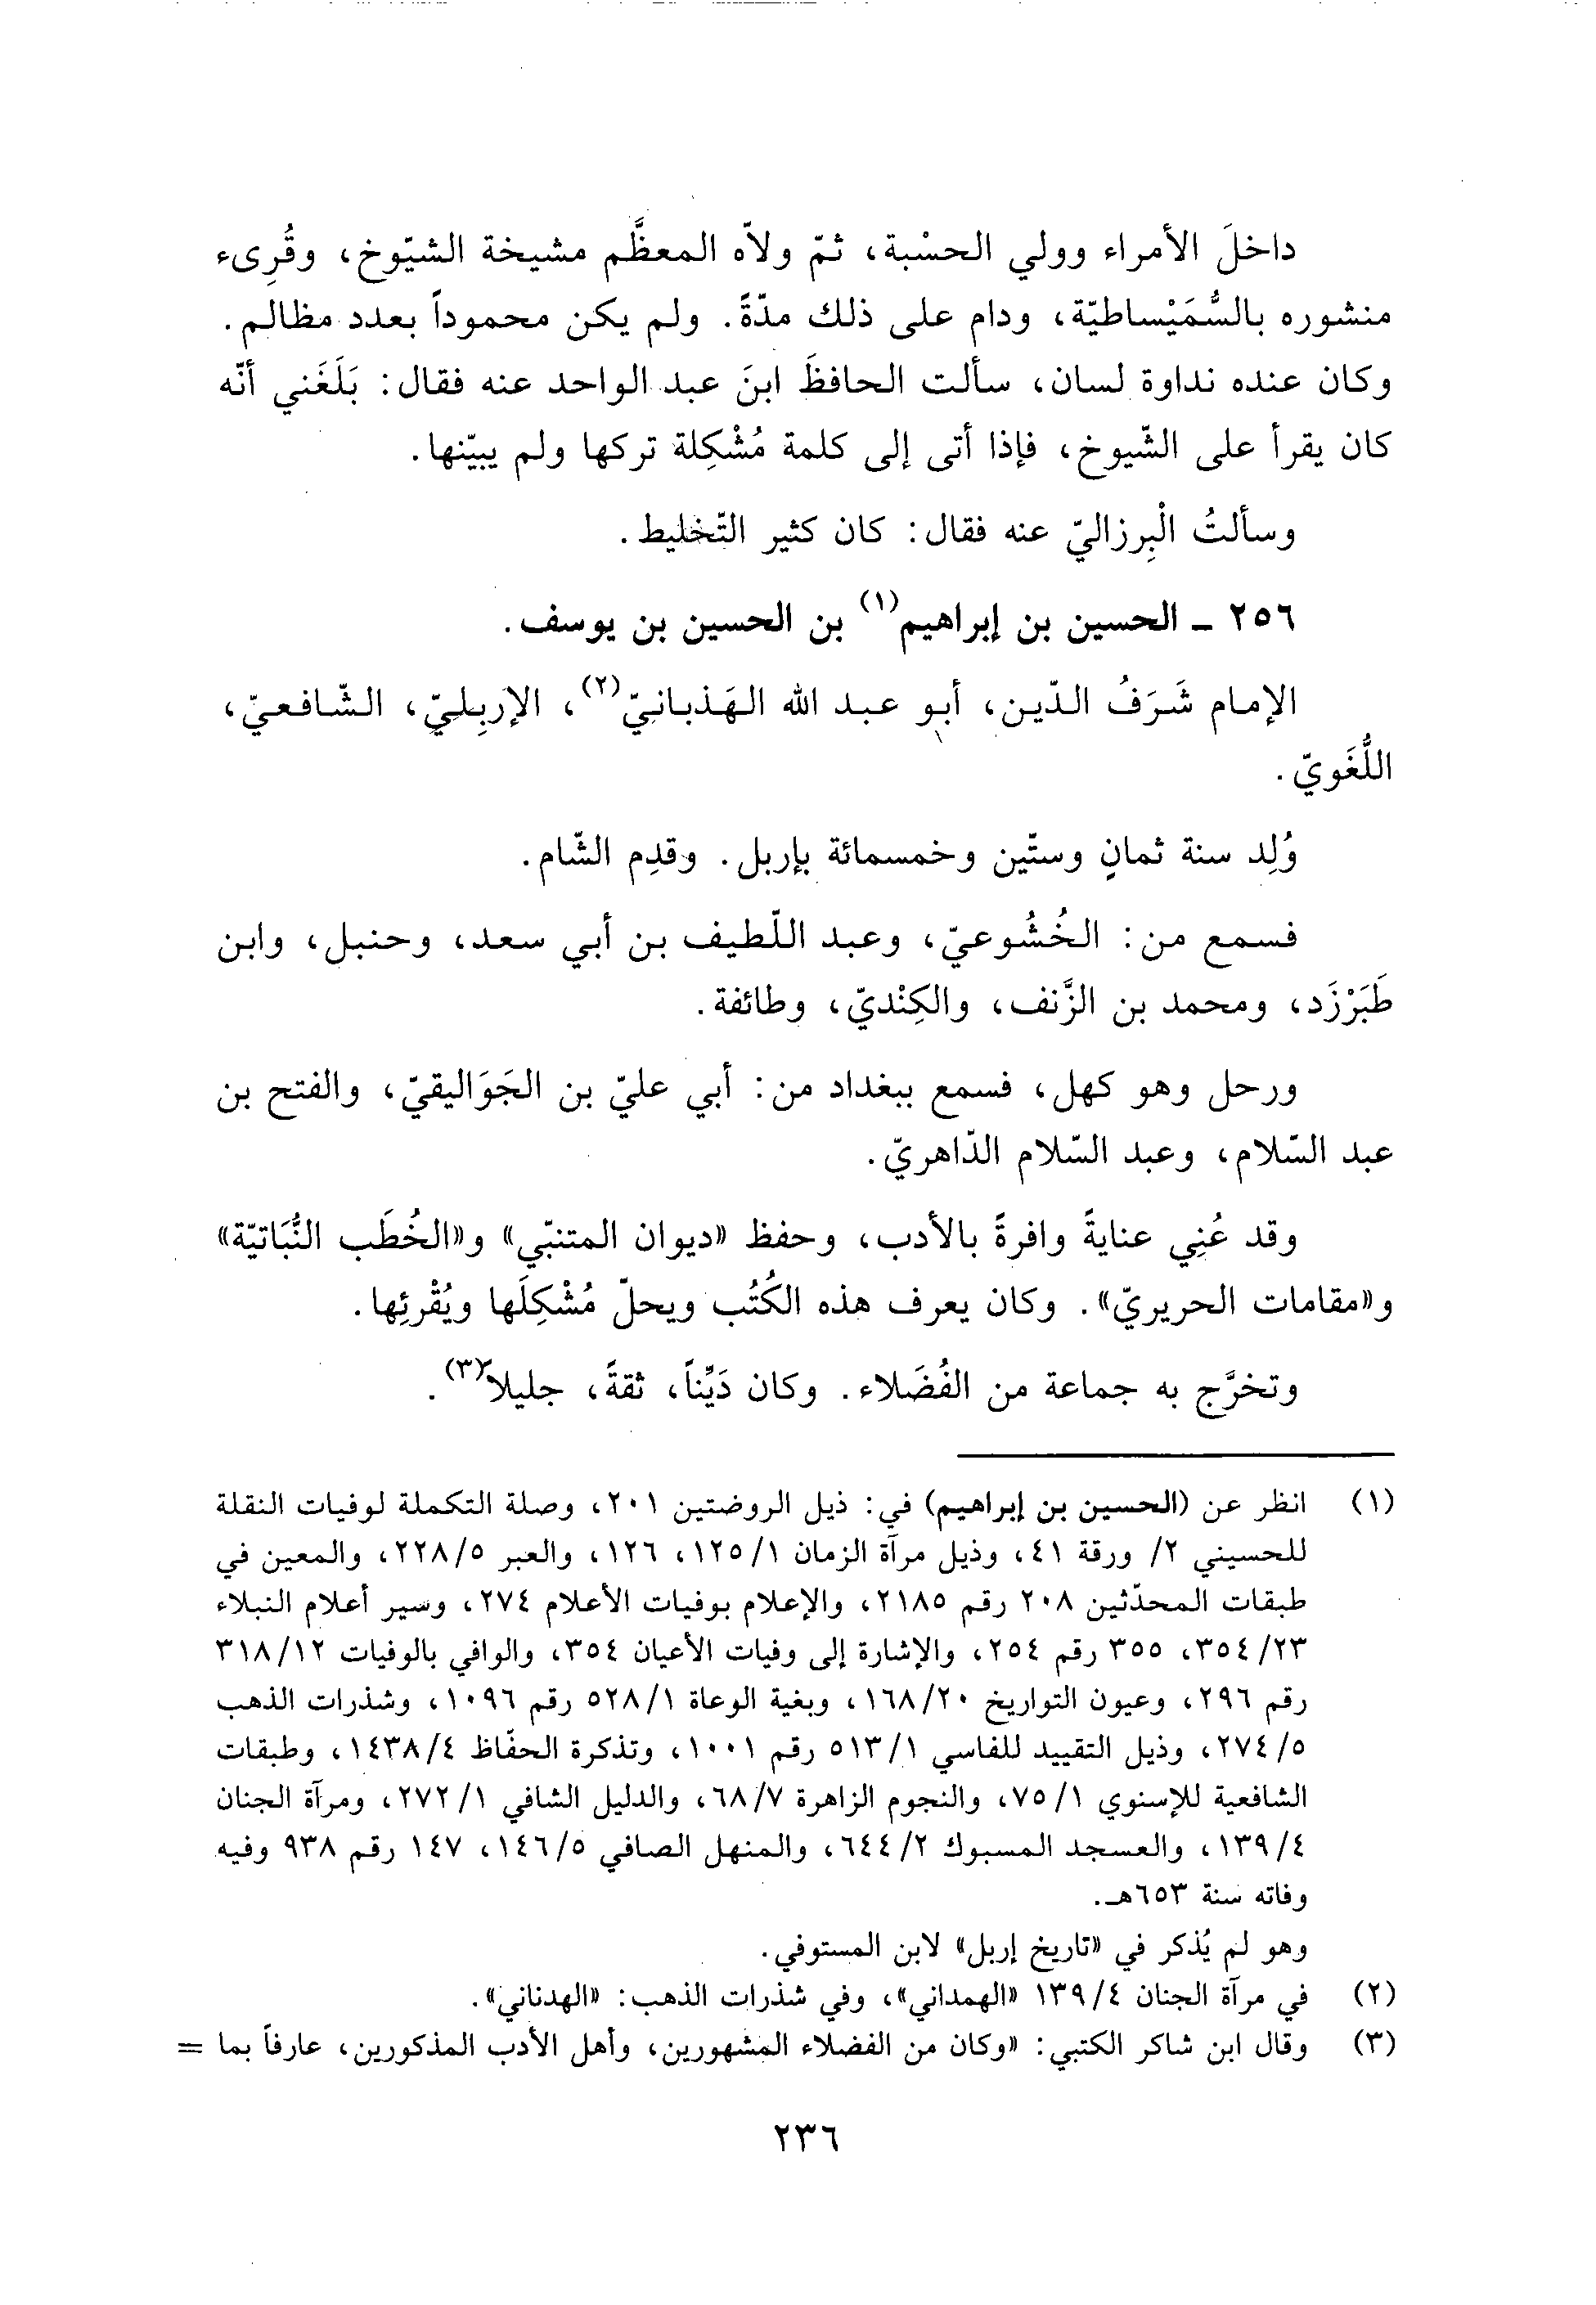 داخلَ الأمراء وولي الحسْبة، ثمّ ولاّه المعظَّم مشيخة الشيّوخ، وقُرِىء
منشوره بالسُّمَيْساطيّة، ودام على ذلك مدّةً. ولم يكن محموداً بعدد مظالم.
وكان عنده نداوة لسان، سألت الحافظَ ابنَ عبد الواحد عنه فقال: بَلَغَني أنّه
كان يقرأ على الشّيوخ، فإذا أتى إلى كلمة مُشْكِلة تركها ولم يبيّنها.
وسألتُ الْبِرزاليّ عنه فقال: كان كثير التّخليط.
٢٥٦ - الحسين بن إبراهيم(١) بن الحسين بن يوسف.
الإمام شَرَفُ الدّين، أبو عبد الله الهَذبانيّ(٢)، الإربِليّ، الشّافعيّ،
اللُّغَويّ.
وُلِد سنة ثمانٍ وستّين وخمسمائة بإربل. وقدِم الشّام.
فسمع من: الخُشُوعيّ، وعبد اللّطيف بن أبي سعد، وحنبل، وابن
طَبَرْزَد، ومحمد بن الزَّنف، والكِنْديّ، وطائفة.
ورحل وهو كهل، فسمع ببغداد من: أبي عليّ بن الجَوَاليقيّ، والفتح بن
عبد السّلام، وعبد السّلام الدّاهريّ.
وقد عُنِي عنايةً وافرةً بالأدب، وحفظ «ديوان المتنبّي» و«الخُطَب النُّبَاتيّة»
و«مقامات الحريريّ». وكان يعرف هذه الكُتُب ويحلّ مُشْكِلَها ويُقْرئِها.
وتخرَّج به جماعة من الفُضَلاء. وكان دَيِّناً، ثقةً، جليلاً(٣).
(١) انظر عن (الحسين بن إبراهيم) في: ذيل الروضتين ٢٠١، وصلة التكملة لوفيات النقلة
للحسيني ٢/ ورقة ٤١، وذيل مرآة الزمان ١/١٢٥، ١٢٦، والعبر ٥/٢٢٨، والمعين في
طبقات المحدّثين ٢٠٨ رقم ٢١٨٥، والإعلام بوفيات الأعلام ٢٧٤، وسير أعلام النبلاء
٢٣/٣٥٤، ٣٥٥ رقم ٢٥٤، والإشارة إلى وفيات الأعيان ٣٥٤، والوافي بالوفيات ١٢/٣١٨
رقم ٢٩٦، وعيون التواريخ ٢٠/١٦٨، وبغية الوعاة ١/٥٢٨ رقم ١٠٩٦، وشذرات الذهب
٥/٢٧٤، وذيل التقييد للفاسي ١/٥١٣ رقم ١٠٠١، وتذكرة الحفّاظ ٤/١٤٣٨، وطبقات
الشافعية للإسنوي ١/٧٥، والنجوم الزاهرة ٧/٦٨، والدليل الشافي ١/٢٧٢، ومرآة الجنان
٤/١٣٩، والعسجد المسبوك ٢/٦٤٤، والمنهل الصافي ٥/١٤٦، ١٤٧ رقم ٩٣٨ وفيه
وفاته سنة ٦٥٣هـ.
وهو لم يُذكر في «تاريخ إربل» لابن المستوفي.
(٢) في مرآة الجنان ٤/١٣٩ «الهمداني»، وفي شذرات الذهب: «الهدناني».
(٣) وقال ابن شاكر الكتبي: «وكان من الفضلاء المشهورين، وأهل الأدب المذكورين، عارفاً بما =
٢٣٦